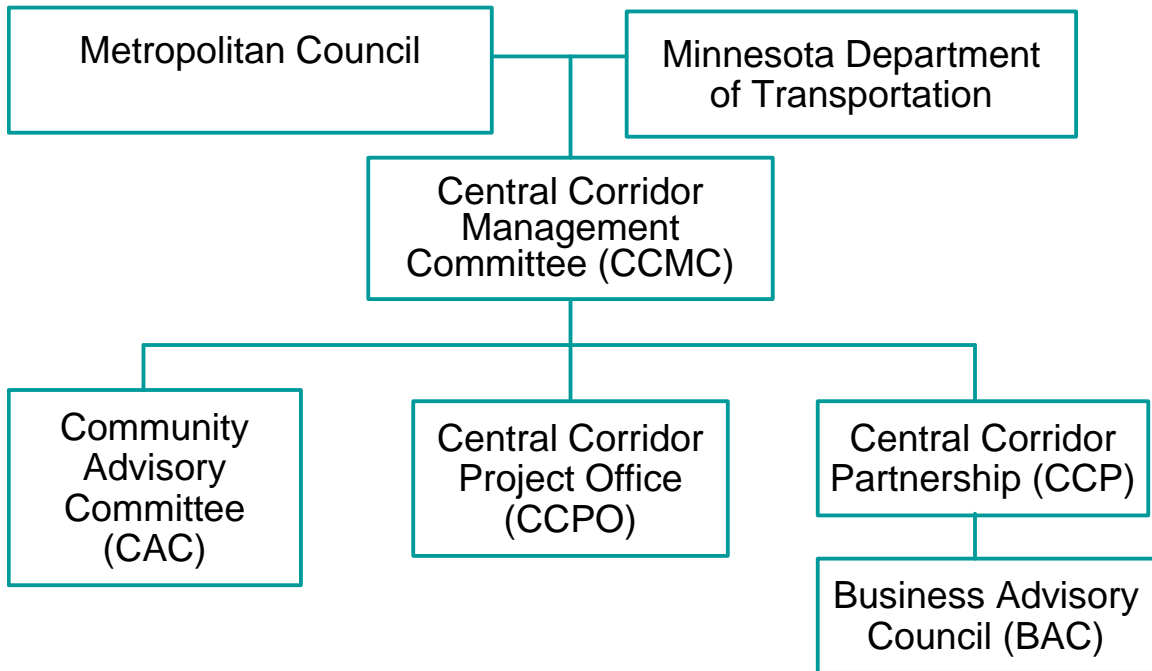 Metropolitan Council
Minnesota Department
of Transportation
Central Corridor
Management
Committee (CCMC)
Community
Advisory
Committee
(CAC)
Central Corridor
Project Office
(CCPO)
Central Corridor
Partnership (CCP)
Business Advisory
Council (BAC)